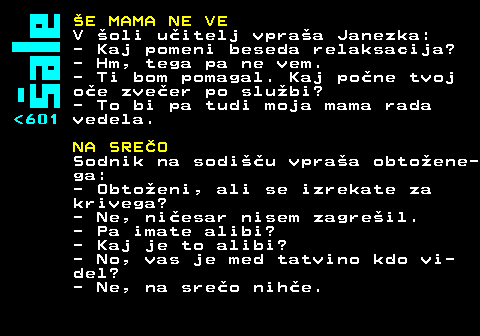 šale
<601
ŠE MAMA NE VE
V šoli učitelj vpraša Janezka:
- Kaj pomeni beseda relaksacija?
- Hm, tega pa ne vem.
- Ti bom pomagal. Kaj počne tvoj
oče zvečer po službi?
- To bi pa tudi moja mama rada
vedela.
NA SREČO
Sodnik na sodišču vpraša obtožene-
ga:
- Obtoženi, ali se izrekate za
krivega?
- Ne, ničesar nisem zagrešil.
- Pa imate alibi?
- Kaj je to alibi?
- No, vas je med tatvino kdo vi-
del?
- Ne, na srečo nihče.